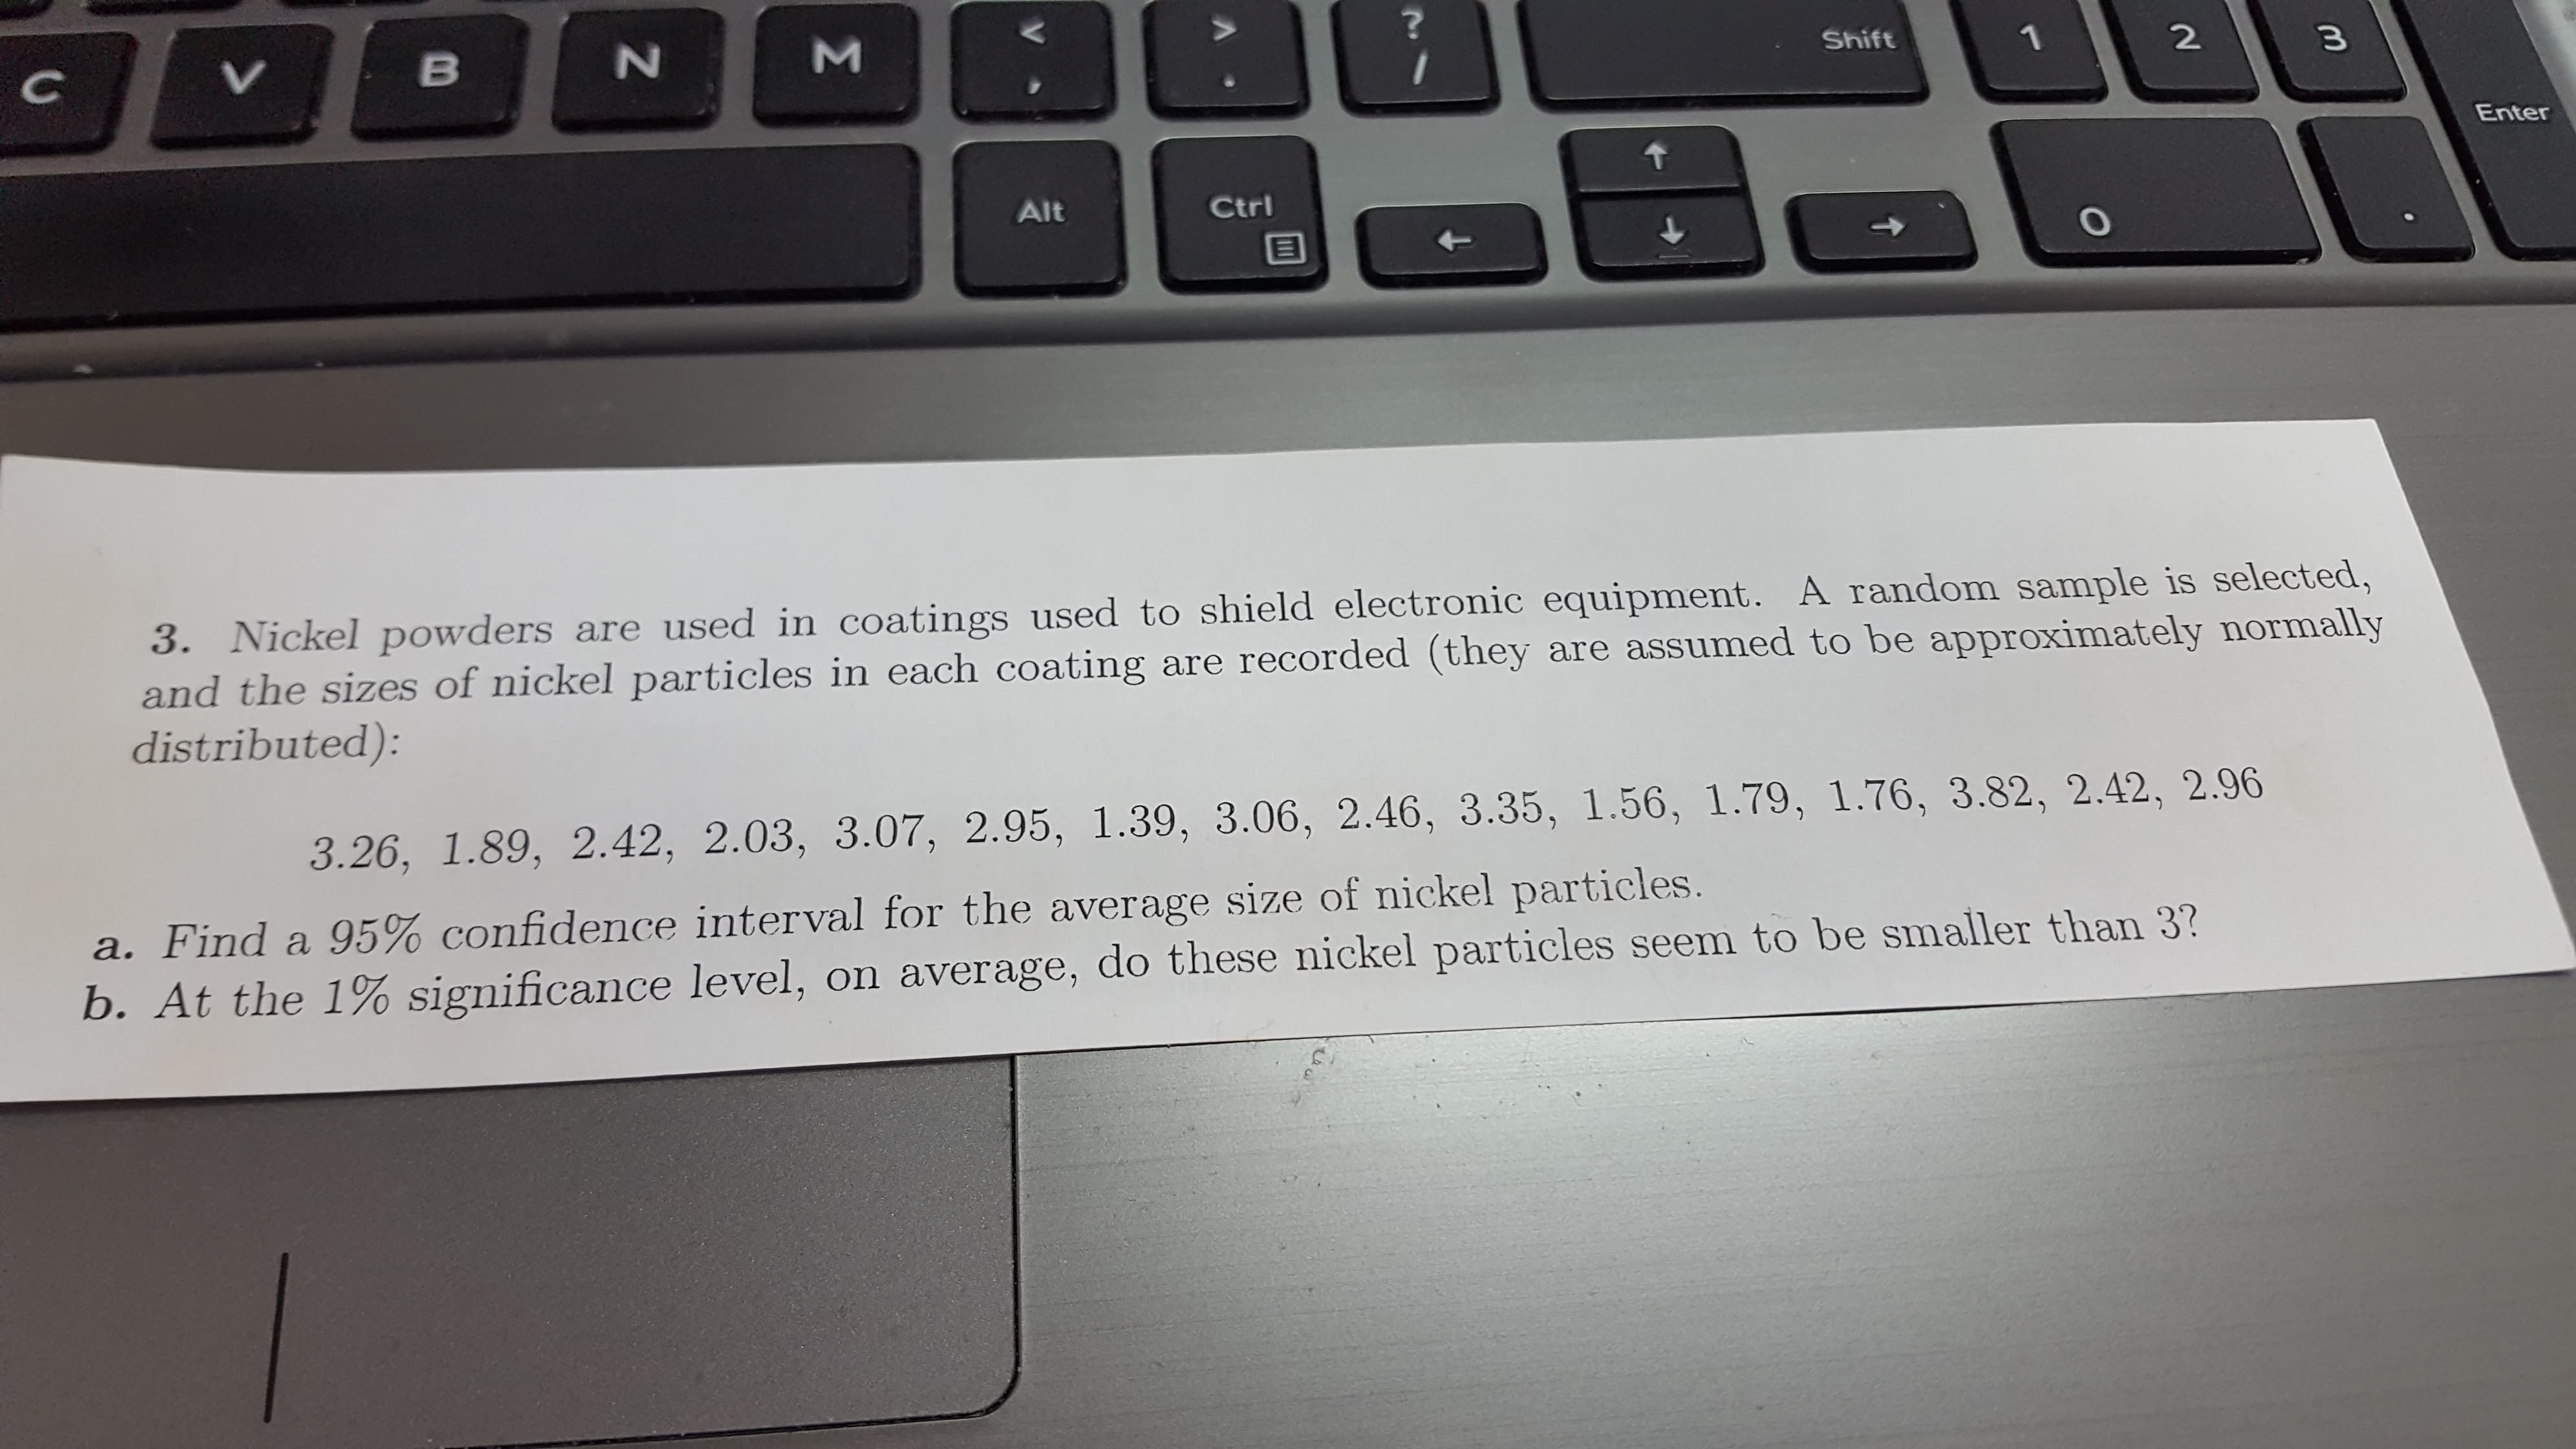 C V B N M < , > . ? / Shift 1 2 3
Enter
Alt Ctrl ↑ ↓ ← → 0 .
3. Nickel powders are used in coatings used to shield electronic equipment. A random sample is selected,
and the sizes of nickel particles in each coating are recorded (they are assumed to be approximately normally
distributed):
3.26, 1.89, 2.42, 2.03, 3.07, 2.95, 1.39, 3.06, 2.46, 3.35, 1.56, 1.79, 1.76, 3.82, 2.42, 2.96
a. Find a 95% confidence interval for the average size of nickel particles.
b. At the 1% significance level, on average, do these nickel particles seem to be smaller than 3?